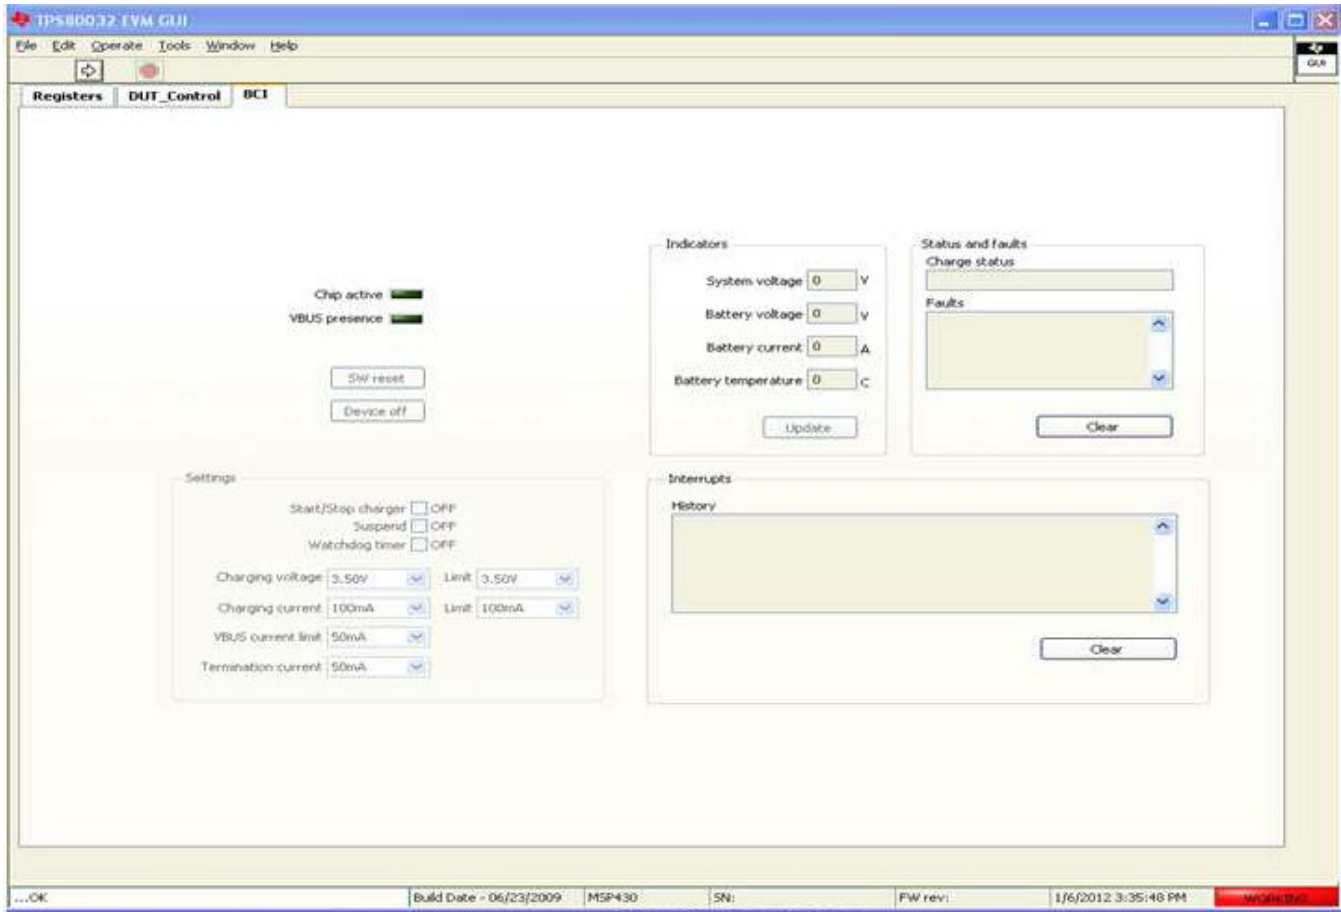 TPS80032 EVM GUI
File Edit Operate Tools Window Help
GUI
Registers DUT_Control BCI
Chip active
VBUS presence
SW reset
Device off
Indicators
System voltage 0 V
Battery voltage 0 V
Battery current 0 A
Battery temperature 0 C
Update
Status and faults
Charge status
Faults
Clear
Settings
Start/Stop charger OFF
Suspend OFF
Watchdog timer OFF
Charging voltage 3.50V Limit 3.50V
Charging current 100mA Limit 100mA
VBUS current limit 50mA
Termination current 50mA
Interrupts
History
Clear
...OK Build Date - 06/23/2009 MSP430 SN: FW rev: 1/6/2012 3:35:48 PM